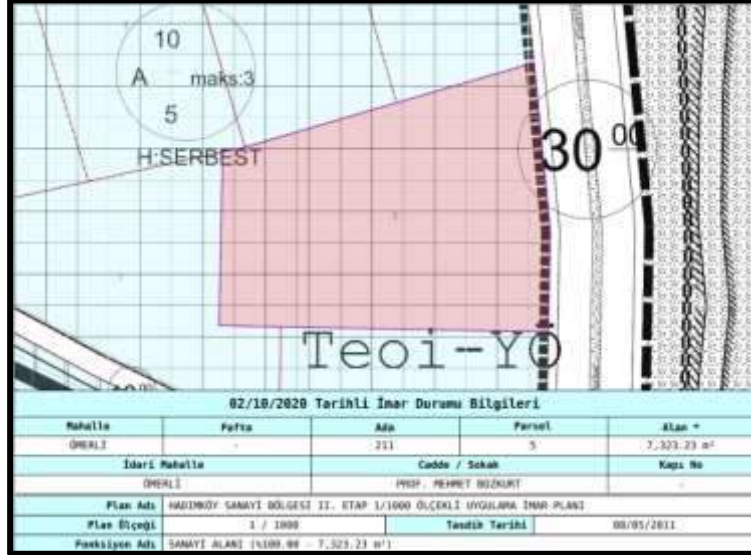 10
A maks:3
5
H:SERBEST
30 00
Teoi-YÖ
02/10/2020 Tarihli İmar Durumu Bilgileri
Mahalle Pafta Ada Parsel Alan *
ÖMERLİ - 211 5 7,323.23 m²
İdari Mahalle Cadde / Sokak Kapı No
ÖMERLİ PROF. MEHMET BOZKURT -
Plan Adı HADIMKÖY SANAYİ BÖLGESİ II. ETAP 1/1000 ÖLÇEKLİ UYGULAMA İMAR PLANI
Plan Ölçeği 1 / 1000 Tasdik Tarihi 08/05/2011
Fonksiyon Adı SANAYİ ALANI (%100.00 - 7,323.23 m²)